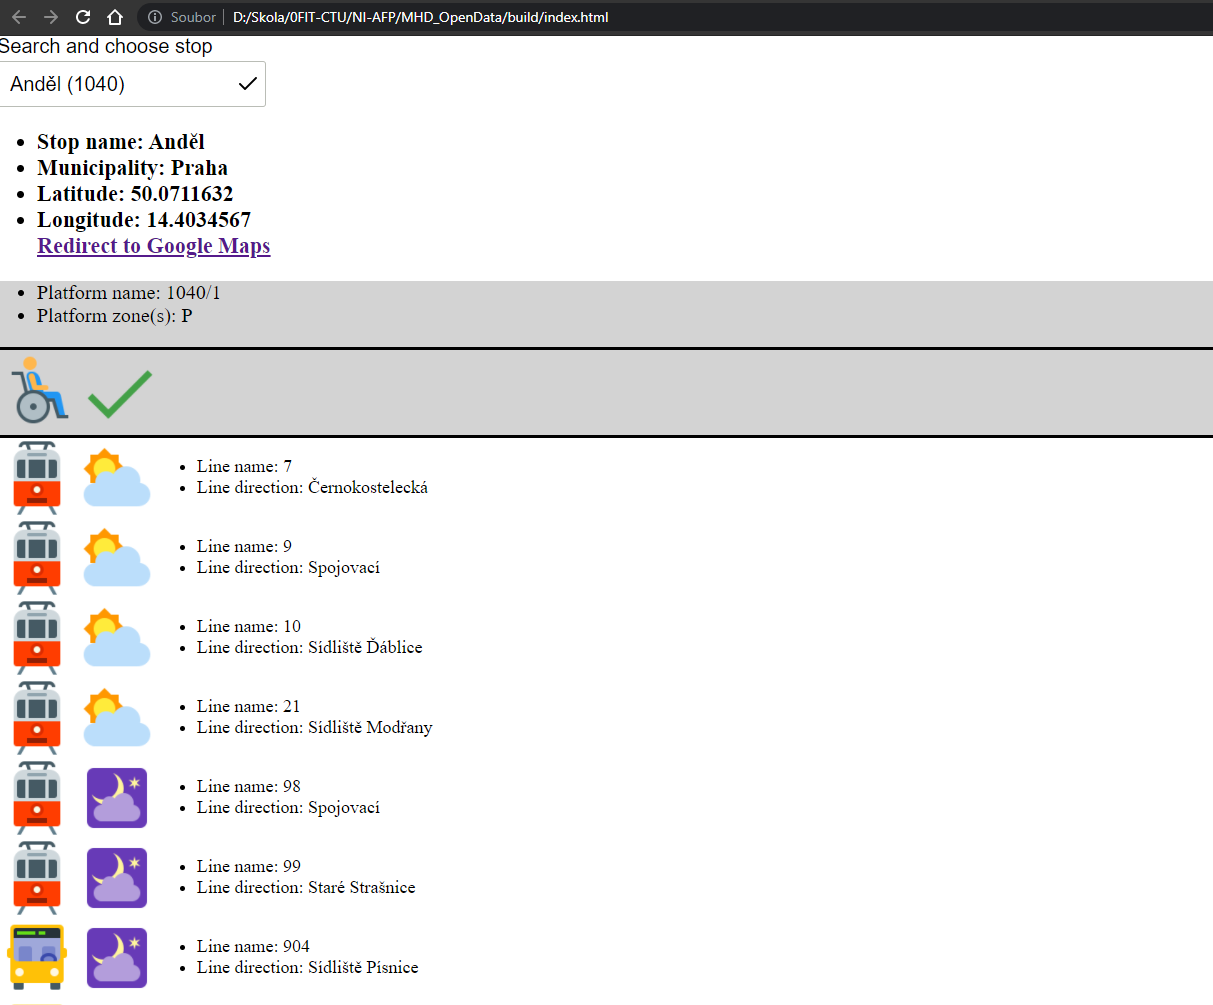 Soubor D:/Skola/0FIT-CTU/NI-AFP/MHD_OpenData/build/index.html
Search and choose stop
Anděl (1040)
Stop name: Anděl
Municipality: Praha
Latitude: 50.0711632
Longitude: 14.4034567
Redirect to Google Maps
Platform name: 1040/1
Platform zone(s): P
Line name: 7
Line direction: Černokostelecká
Line name: 9
Line direction: Spojovací
Line name: 10
Line direction: Sídliště Ďáblice
Line name: 21
Line direction: Sídliště Modřany
Line name: 98
Line direction: Spojovací
Line name: 99
Line direction: Staré Strašnice
Line name: 904
Line direction: Sídliště Písnice